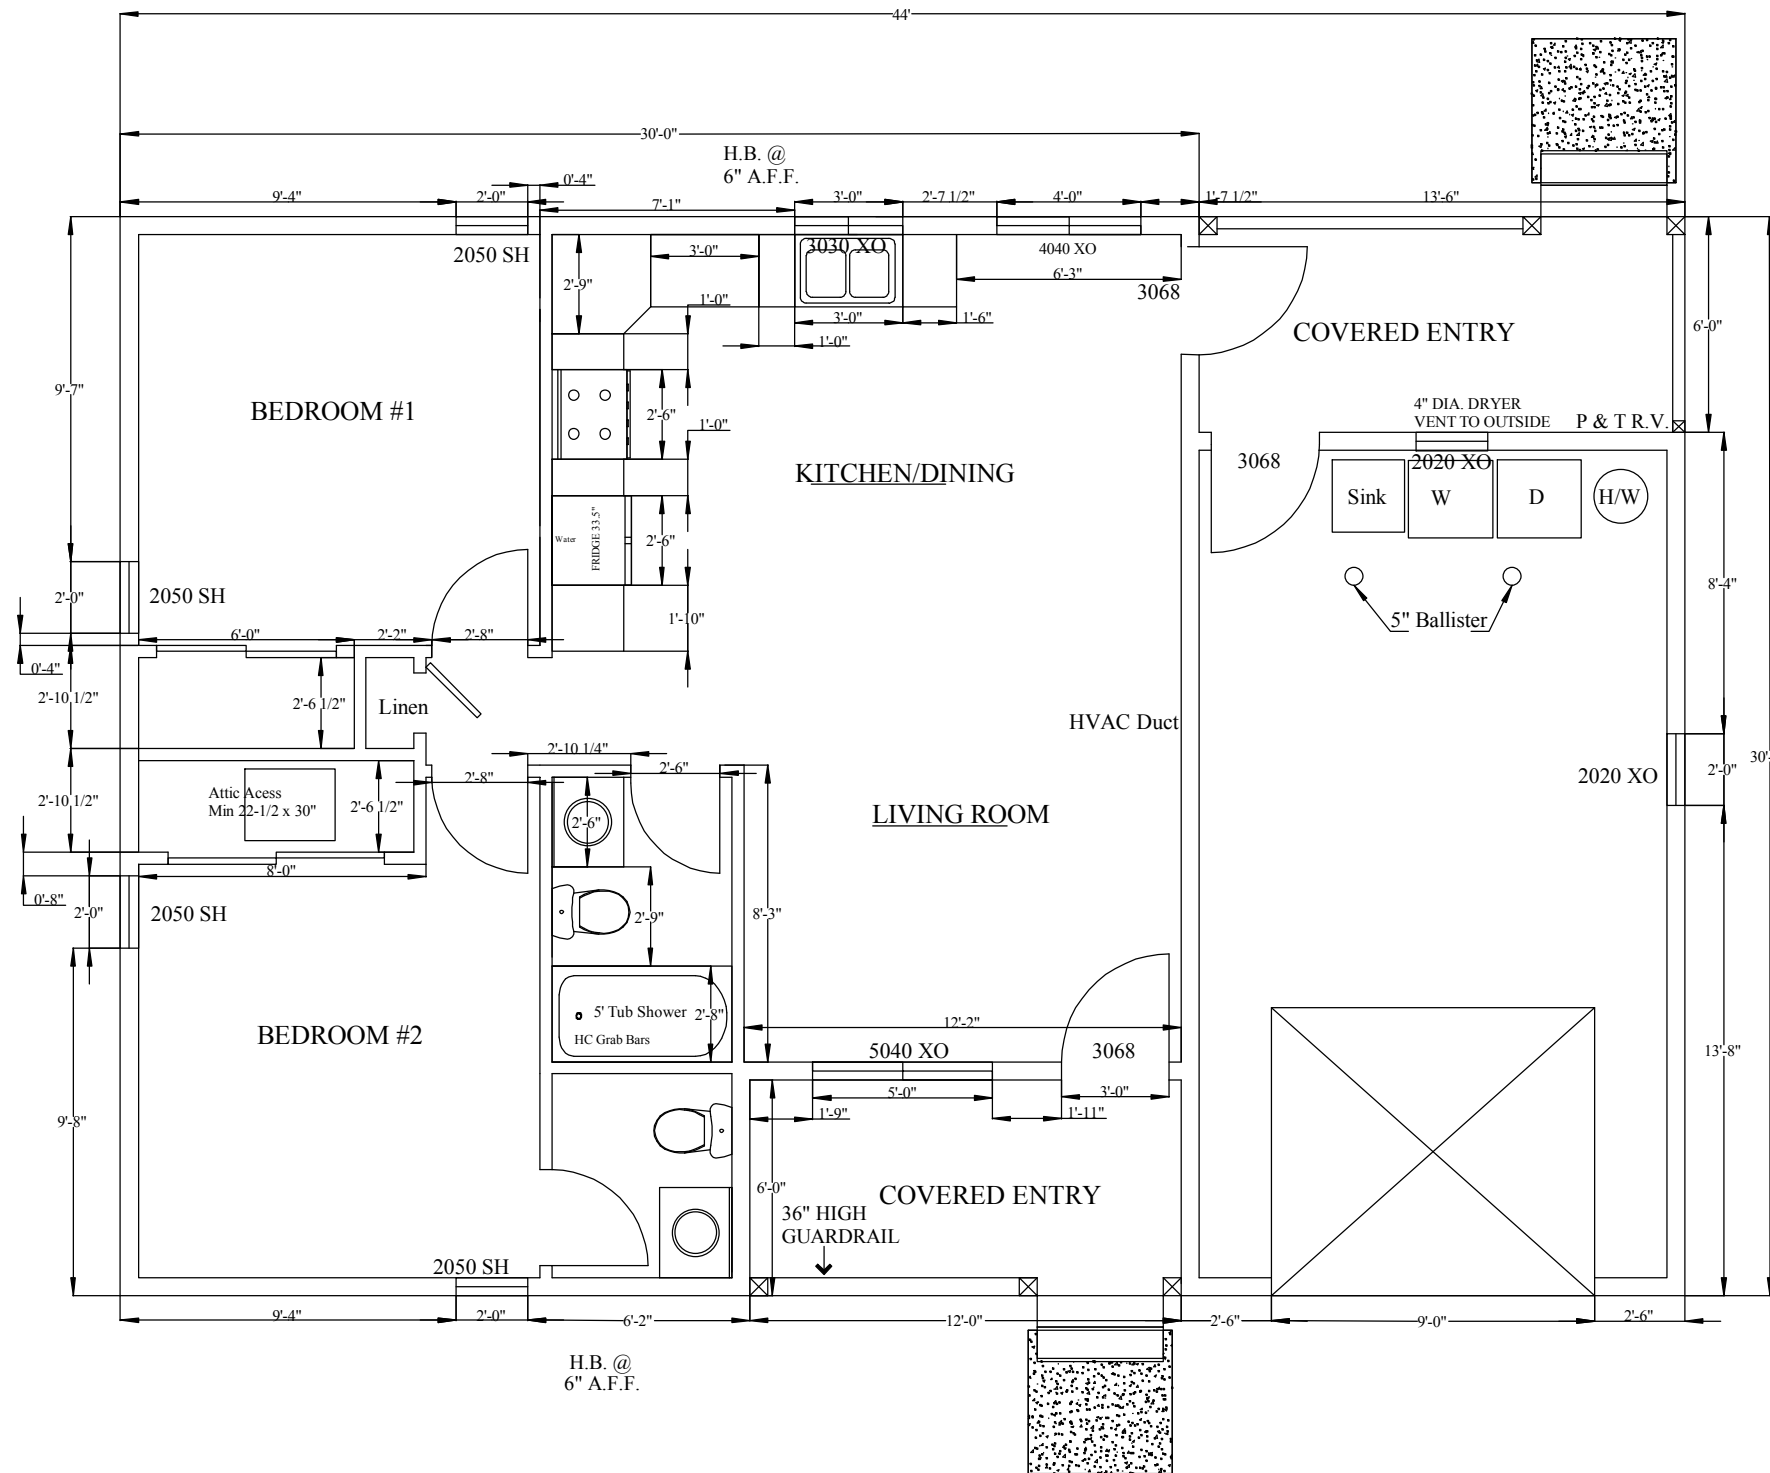 44'
30'-0"
H.B. @
6" A.F.F.
9'-4"
2'-0"
0'-4"
7'-1"
3'-0"
2'-7 1/2"
4'-0"
1'-7 1/2"
13'-6"
2050 SH
3'-0"
3030 XO
4040 XO
6'-3"
2'-9"
3068
1'-0"
3'-0"
1'-6"
1'-0"
COVERED ENTRY
6'-0"
9'-7"
BEDROOM #1
2'-6"
1'-0"
4" DIA. DRYER
VENT TO OUTSIDE
P & T R.V.
KITCHEN/DINING
3068
2020 XO
Sink
W
D
H/W
Water
FRIDGE 33.5"
2'-6"
2'-0"
2050 SH
8'-4"
1'-10"
5" Ballister
6'-0"
2'-2"
2'-8"
0'-4"
2'-10 1/2"
2'-6 1/2"
Linen
HVAC Duct
2'-10 1/4"
30'-
2'-8"
2'-6"
2020 XO
2'-0"
Attic Acess
Min 22-1/2 x 30"
2'-10 1/2"
2'-6 1/2"
2'-6"
LIVING ROOM
8'-0"
0'-8"
2'-0"
2050 SH
2'-9"
8'-3"
5' Tub Shower
2'-8"
HC Grab Bars
12'-2"
BEDROOM #2
5040 XO
3068
13'-8"
5'-0"
3'-0"
1'-9"
1'-11"
9'-8"
6'-0"
COVERED ENTRY
36" HIGH
GUARDRAIL
2050 SH
9'-4"
2'-0"
6'-2"
12'-0"
2'-6"
9'-0"
2'-6"
H.B. @
6" A.F.F.